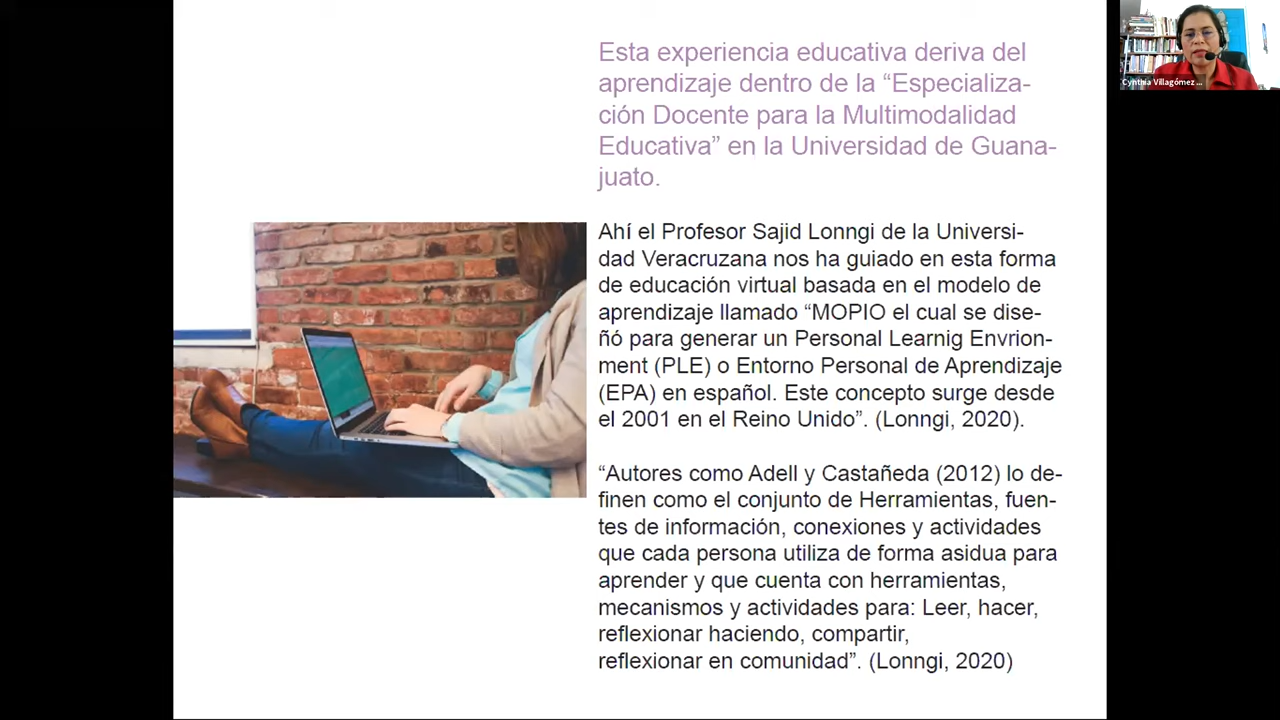 Esta experiencia educativa deriva del
aprendizaje dentro de la “Especializa-
ción Docente para la Multimodalidad
Educativa” en la Universidad de Guana-
juato.
Ahí el Profesor Sajid Lonngi de la Universi-
dad Veracruzana nos ha guiado en esta forma
de educación virtual basada en el modelo de
aprendizaje llamado “MOPIO el cual se dise-
ñó para generar un Personal Learnig Envrion-
ment (PLE) o Entorno Personal de Aprendizaje
(EPA) en español. Este concepto surge desde
el 2001 en el Reino Unido”. (Lonngi, 2020).
“Autores como Adell y Castañeda (2012) lo de-
finen como el conjunto de Herramientas, fuen-
tes de información, conexiones y actividades
que cada persona utiliza de forma asidua para
aprender y que cuenta con herramientas,
mecanismos y actividades para: Leer, hacer,
reflexionar haciendo, compartir,
reflexionar en comunidad”. (Lonngi, 2020)
Cynthia Villagómez ...